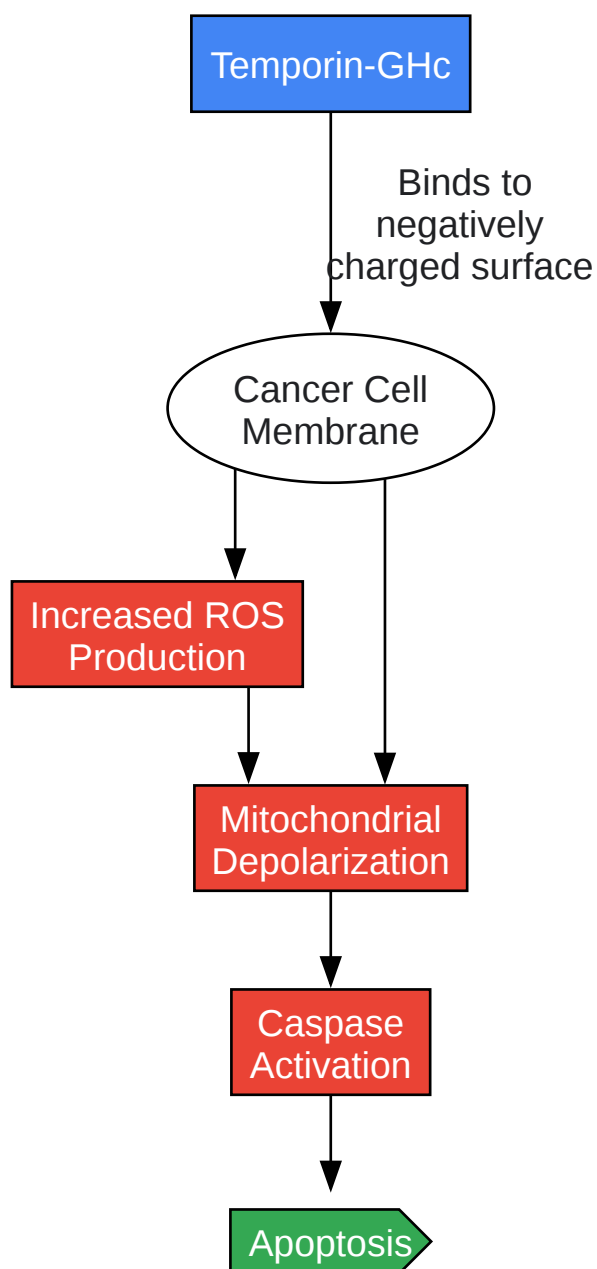 Temporin-GHc
Binds to
negatively
charged surface
Cancer Cell
Membrane
Increased ROS
Production
Mitochondrial
Depolarization
Caspase
Activation
Apoptosis